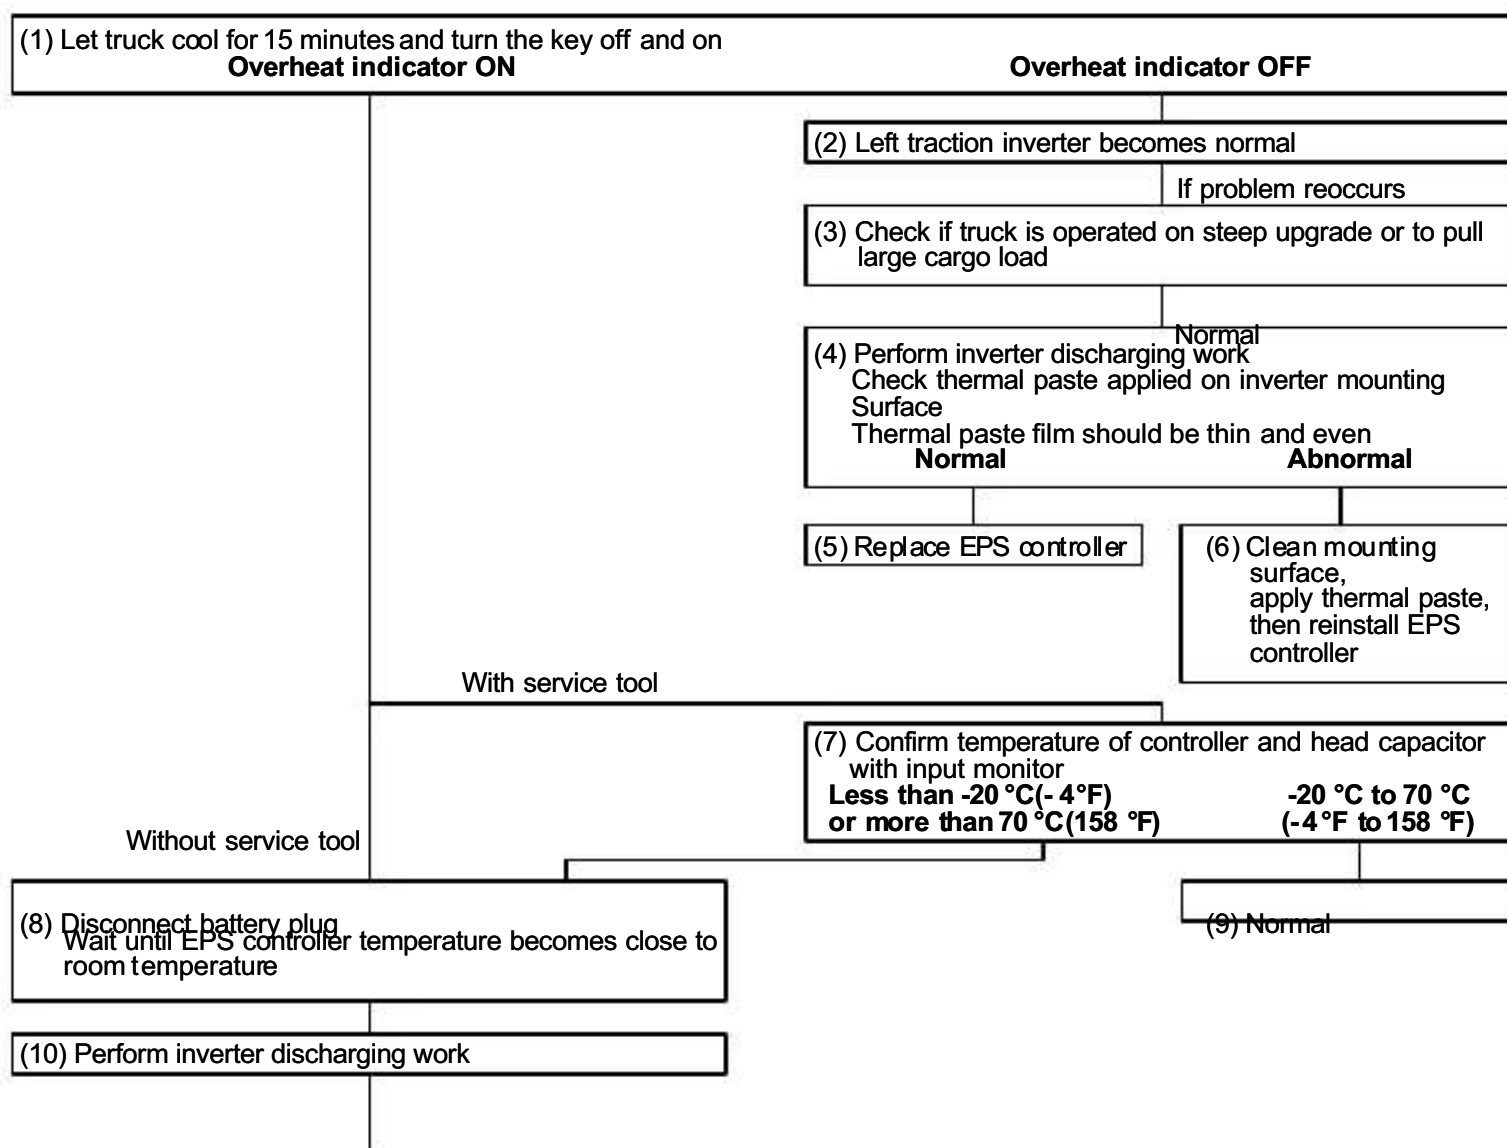 (1) Let truck cool for 15 minutes and turn the key off and on
Overheat indicator ON
Overheat indicator OFF
(2) Left traction inverter becomes normal
If problem reoccurs
(3) Check if truck is operated on steep upgrade or to pull
large cargo load
Normal
(4) Perform inverter discharging work
Check thermal paste applied on inverter mounting
Surface
Thermal paste film should be thin and even
Normal
Abnormal
(5) Replace EPS controller
(6) Clean mounting
surface,
apply thermal paste,
then reinstall EPS
controller
With service tool
(7) Confirm temperature of controller and head capacitor
with input monitor
Less than -20 °C(- 4°F)
or more than 70 °C(158 °F)
-20 °C to 70 °C
(-4°F to 158 °F)
Without service tool
(8) Disconnect battery plug
Wait until EPS controller temperature becomes close to
room temperature
(9) Normal
(10) Perform inverter discharging work